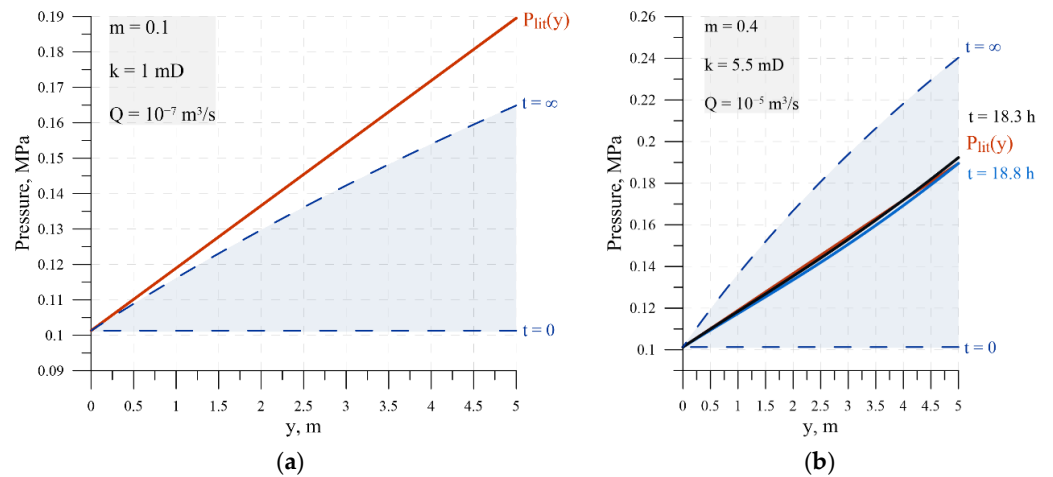 0.19
0.18
0.17
0.16
0.15
0.14
0.13
0.12
0.11
0.1
0.09
Pressure, MPa
m = 0.1
k = 1 mD
Q = 10⁻⁷ m³/s
Plit(y)
t = ∞
t = 0
0 0.5 1 1.5 2 2.5 3 3.5 4 4.5 5
y, m
(a)
0.26
0.24
0.22
0.2
0.18
0.16
0.14
0.12
0.1
Pressure, MPa
m = 0.4
k = 5.5 mD
Q = 10⁻⁵ m³/s
t = ∞
t = 18.3 h
Plit(y)
t = 18.8 h
t = 0
0 0.5 1 1.5 2 2.5 3 3.5 4 4.5 5
y, m
(b)